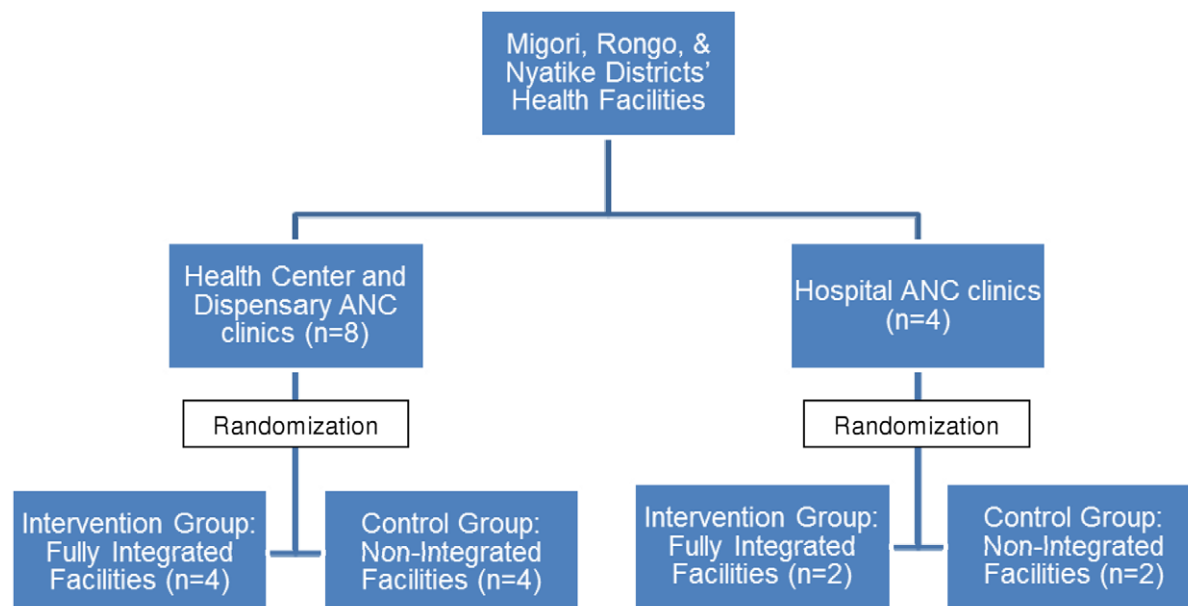 Migori, Rongo, &
Nyatike Districts’
Health Facilities
Health Center and
Dispensary ANC
clinics (n=8)
Hospital ANC clinics
(n=4)
Randomization
Randomization
Intervention Group:
Fully Integrated
Facilities (n=4)
Control Group:
Non-Integrated
Facilities (n=4)
Intervention Group:
Fully Integrated
Facilities (n=2)
Control Group:
Non-Integrated
Facilities (n=2)